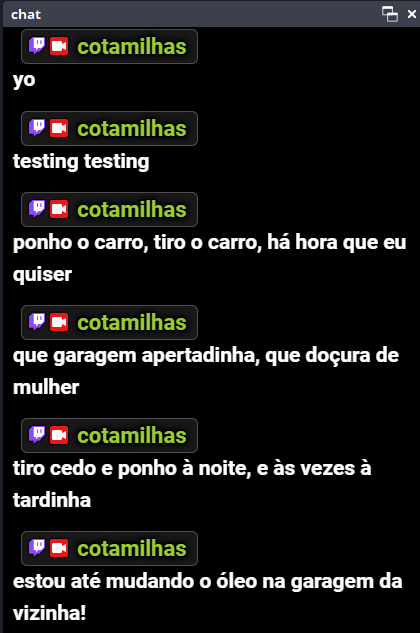 chat
cotamilhas
yo
cotamilhas
testing testing
cotamilhas
ponho o carro, tiro o carro, há hora que eu
quiser
cotamilhas
que garagem apertadinha, que doçura de
mulher
cotamilhas
tiro cedo e ponho à noite, e às vezes à
tardinha
cotamilhas
estou até mudando o óleo na garagem da
vizinha!